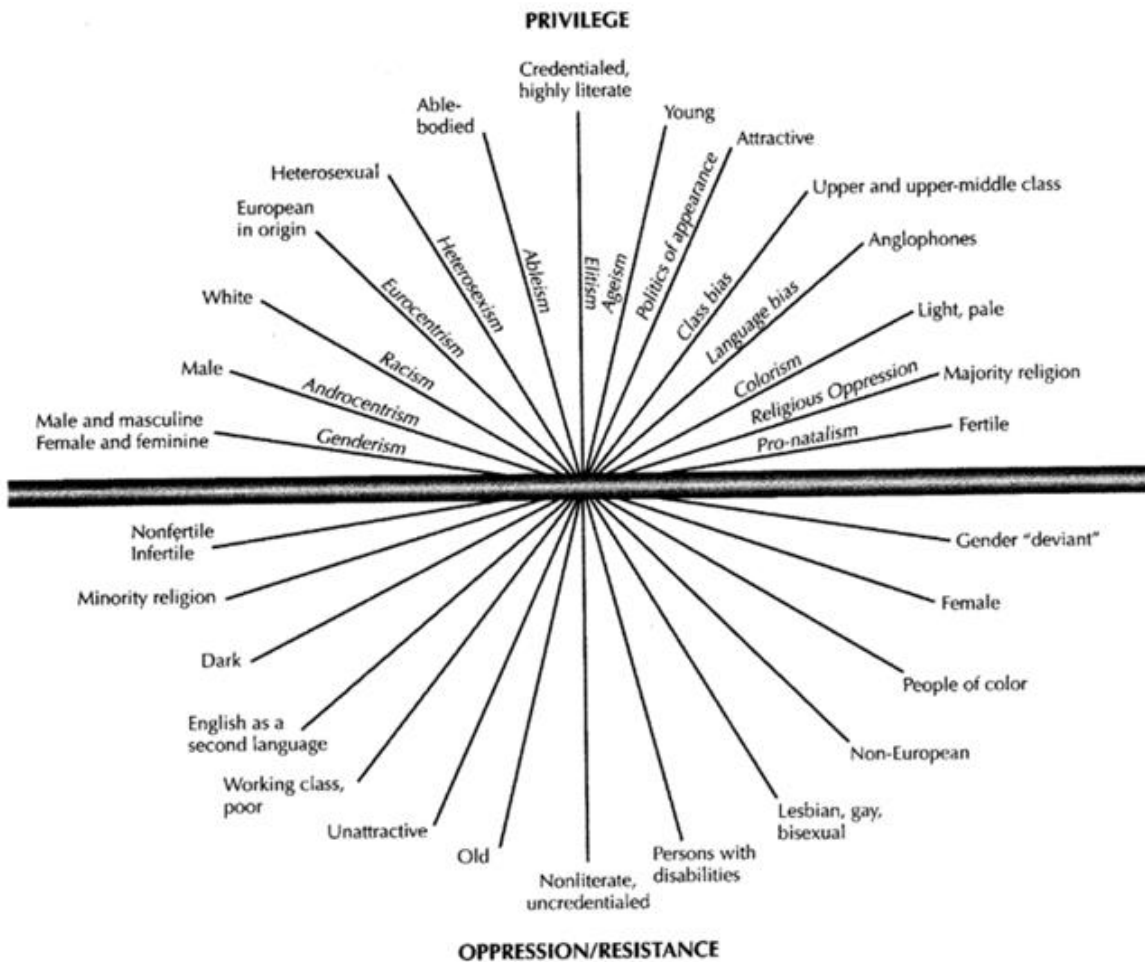 PRIVILEGE
Credentialed,
highly literate
Able-
bodied
Young
Attractive
Heterosexual
Upper and upper-middle class
European
in origin
Anglophones
White
Light, pale
Male
Majority religion
Male and masculine
Female and feminine
Fertile
Genderism
Androcentrism
Racism
Eurocentrism
Heterosexism
Ableism
Elitism
Ageism
Politics of appearance
Class bias
Language bias
Colorism
Religious Oppression
Pro-natalism
Nonfertile
Infertile
Gender “deviant”
Minority religion
Female
Dark
People of color
English as a
second language
Non-European
Working class,
poor
Lesbian, gay,
bisexual
Unattractive
Old
Persons with
disabilities
Nonliterate,
uncredentialed
OPPRESSION/RESISTANCE